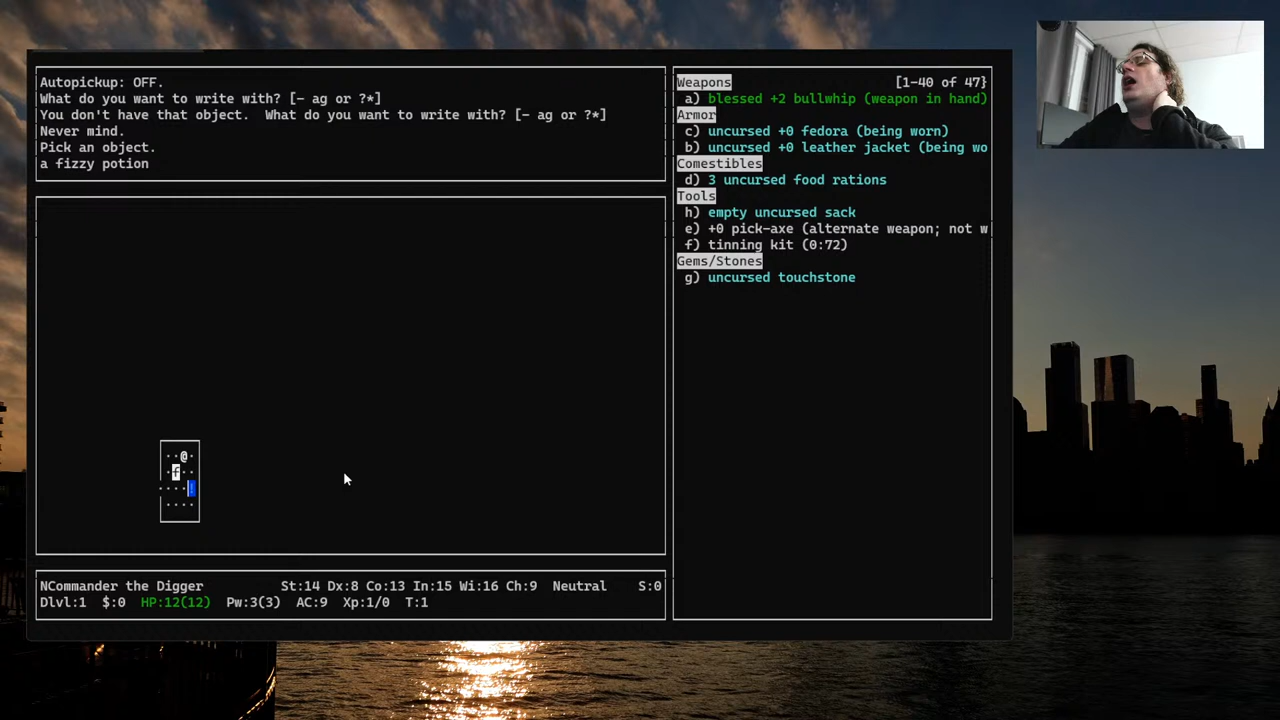 Autopickup: OFF.
What do you want to write with? [- ag or ?*]
You don't have that object.  What do you want to write with? [- ag or ?*]
Never mind.
Pick an object.
a fizzy potion
··@·
·f··
····
····
NCommander the Digger St:14 Dx:8 Co:13 In:15 Wi:16 Ch:9 Neutral S:0
Dlvl:1 $:0 HP:12(12) Pw:3(3) AC:9 Xp:1/0 T:1
Weapons [1-40 of 47}
a) blessed +2 bullwhip (weapon in hand)
Armor
c) uncursed +0 fedora (being worn)
b) uncursed +0 leather jacket (being wo
Comestibles
d) 3 uncursed food rations
Tools
h) empty uncursed sack
e) +0 pick-axe (alternate weapon; not w
f) tinning kit (0:72)
Gems/Stones
g) uncursed touchstone